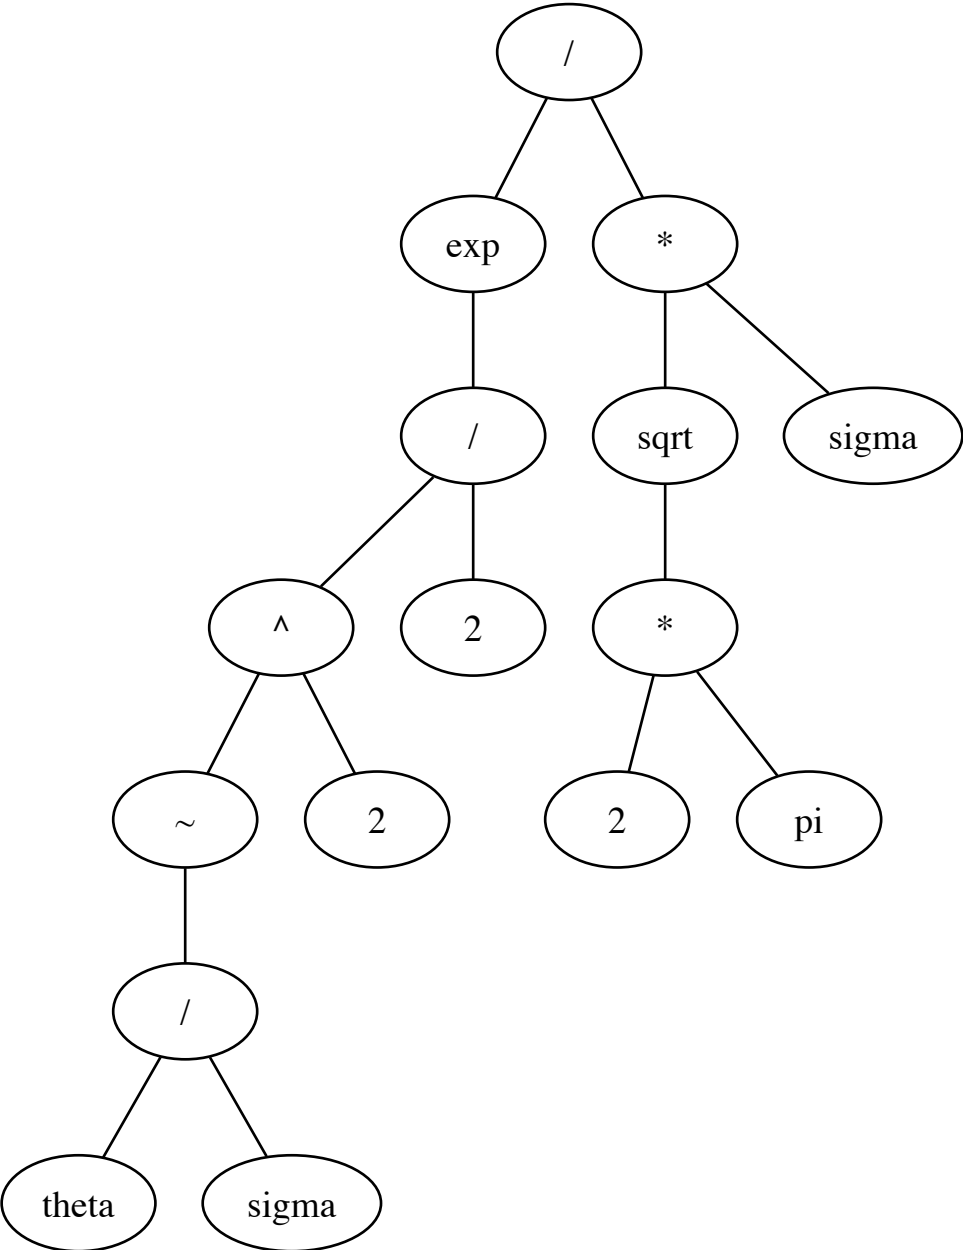 /
exp *
/ sqrt sigma
^ 2 *
~ 2 2 pi
/
theta sigma